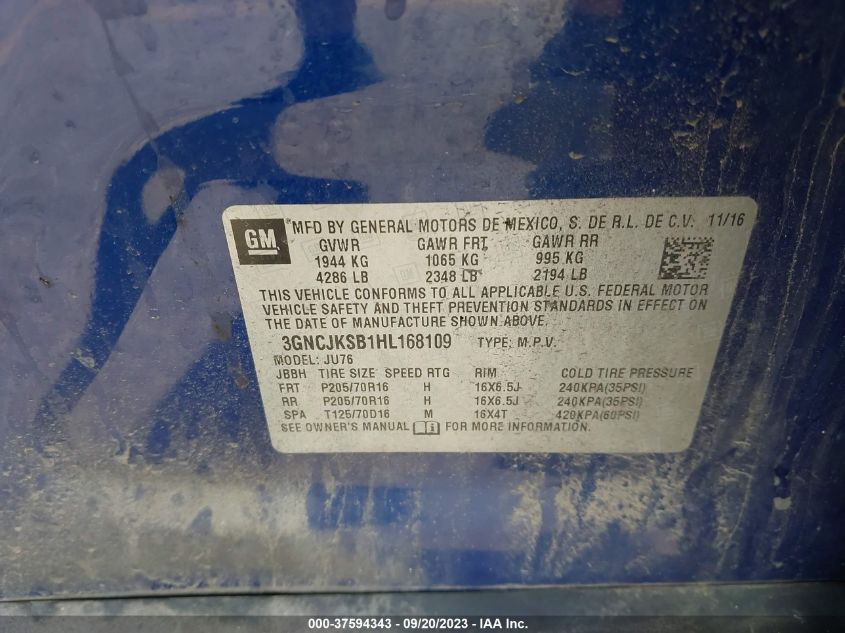 GM MFD BY GENERAL MOTORS DE MEXICO, S. DE R.L. DE C.V. 11/16
GVWR GAWR FRT GAWR RR
1944 KG 1065 KG 995 KG
4286 LB 2348 LB 2194 LB
THIS VEHICLE CONFORMS TO ALL APPLICABLE U.S. FEDERAL MOTOR
VEHICLE SAFETY AND THEFT PREVENTION STANDARDS IN EFFECT ON
THE DATE OF MANUFACTURE SHOWN ABOVE.
3GNCJKSB1HL168109 TYPE: M.P.V.
MODEL: JU76
JBBH TIRE SIZE SPEED RTG RIM COLD TIRE PRESSURE
FRT P205/70R16 H 16X6.5J 240KPA(35PSI)
RR P205/70R16 H 16X6.5J 240KPA(35PSI)
SPA T125/70D16 M 16X4T 420KPA(60PSI)
SEE OWNER'S MANUAL FOR MORE INFORMATION.
000-37594343 - 09/20/2023 - IAA Inc.